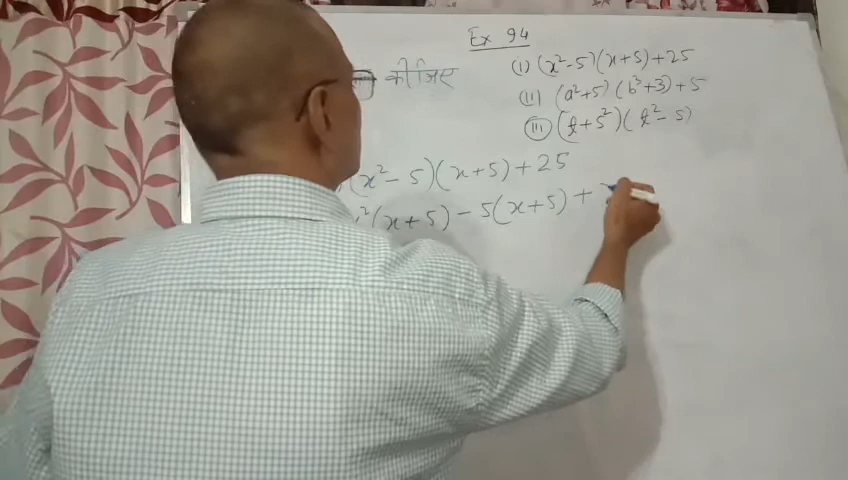 Ex 94
कीजिए
(I) (x²-5)(x+5)+25
(II) (a²+5)(b³+3)+5
(III) (t+5²)(t²-5)
(x²-5)(x+5)+25
x²(x+5)-5(x+5)+